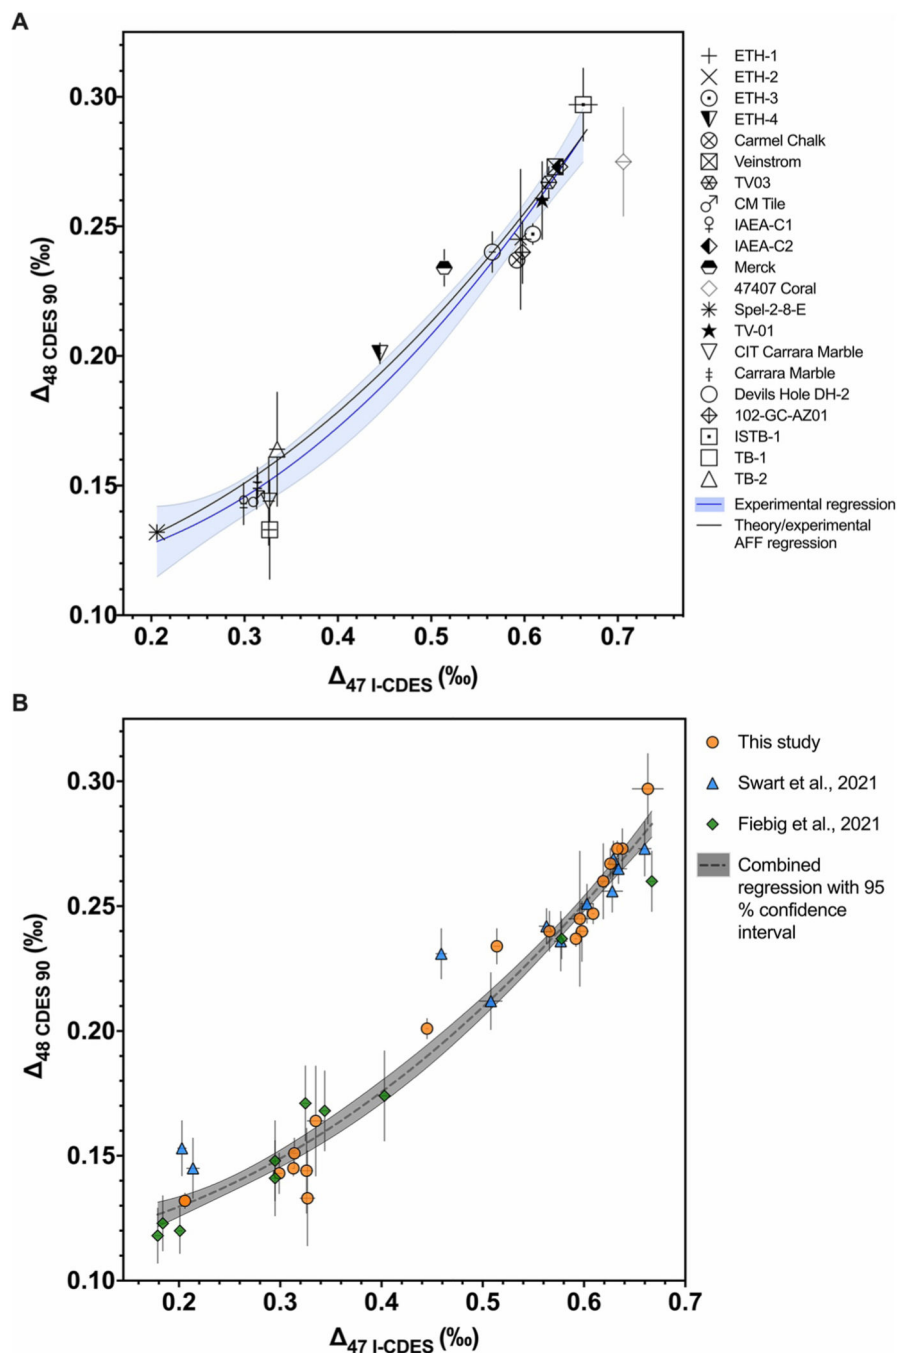 A
Δ48 CDES 90 (‰)
0.30
0.25
0.20
0.15
0.10
0.2 0.3 0.4 0.5 0.6 0.7
Δ47 I-CDES (‰)
ETH-1
ETH-2
ETH-3
ETH-4
Carmel Chalk
Veinstrom
TV03
CM Tile
IAEA-C1
IAEA-C2
Merck
47407 Coral
Spel-2-8-E
TV-01
CIT Carrara Marble
Carrara Marble
Devils Hole DH-2
102-GC-AZ01
ISTB-1
TB-1
TB-2
Experimental regression
Theory/experimental
AFF regression
B
Δ48 CDES 90 (‰)
0.30
0.25
0.20
0.15
0.10
0.2 0.3 0.4 0.5 0.6 0.7
Δ47 I-CDES (‰)
This study
Swart et al., 2021
Fiebig et al., 2021
Combined
regression with 95
% confidence
interval